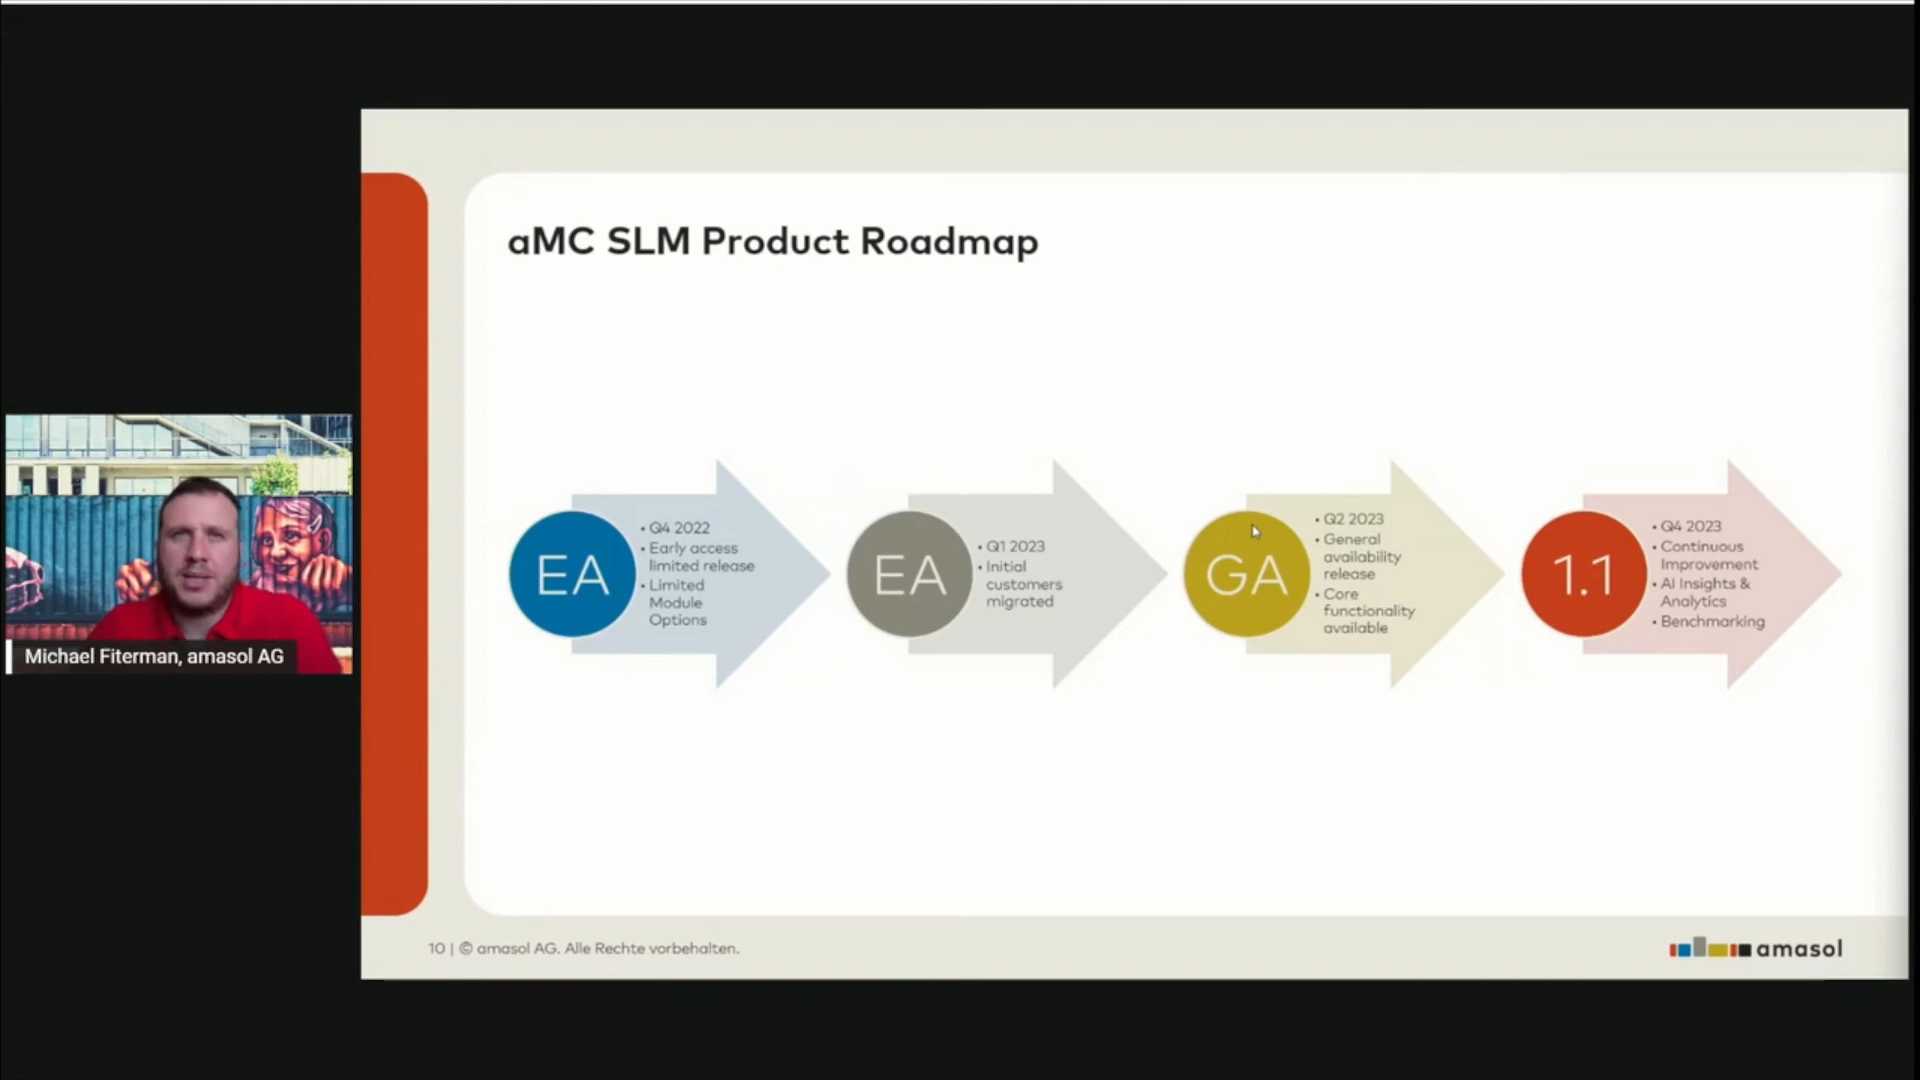 aMC SLM Product Roadmap
EA
• Q4 2022
• Early access
limited release
• Limited
Module
Options
EA
• Q1 2023
• Initial
customers
migrated
GA
• Q2 2023
• General
availability
release
• Core
functionality
available
1.1
• Q4 2023
• Continuous
Improvement
• AI Insights &
Analytics
• Benchmarking
Michael Fiterman, amasol AG
10 | © amasol AG. Alle Rechte vorbehalten.
amasol